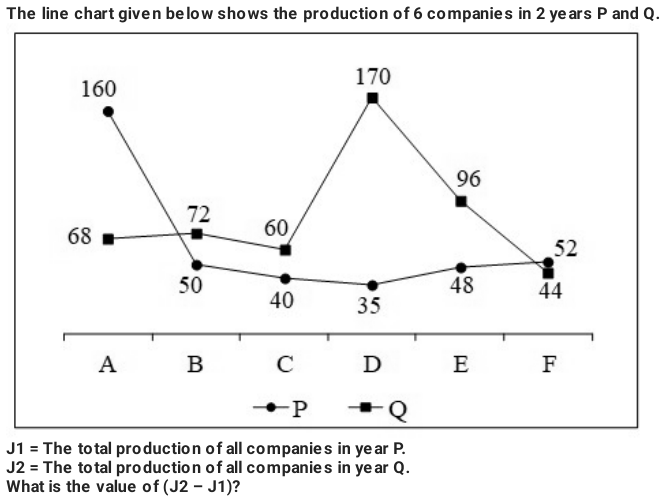 The line chart given below shows the production of 6 companies in 2 years P and Q.
170
160
96
72
68
60
52
50
40
35
48
44
A B C D E F
P Q
J1 = The total production of all companies in year P.
J2 = The total production of all companies in year Q.
What is the value of (J2 – J1)?